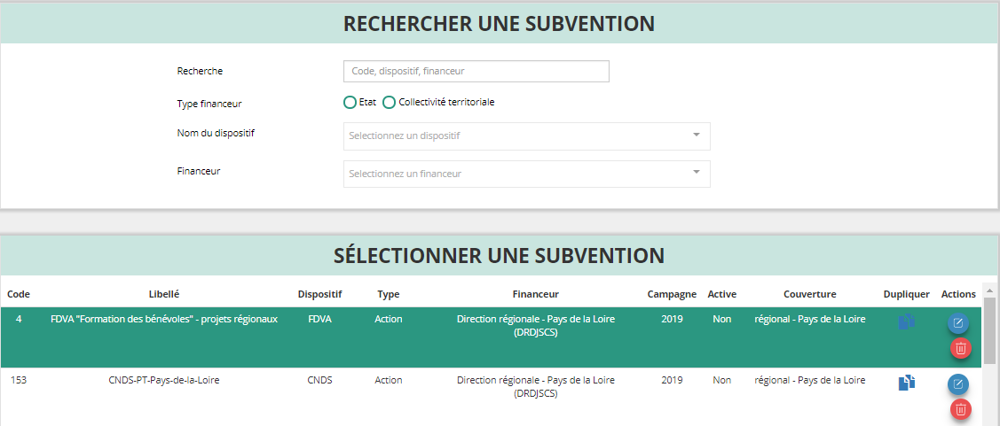 RECHERCHER UNE SUBVENTION
Recherche
Code, dispositif, financeur
Type financeur
Etat Collectivité territoriale
Nom du dispositif
Selectionnez un dispositif
Financeur
Selectionnez un financeur
SÉLECTIONNER UNE SUBVENTION
Code Libellé Dispositif Type Financeur Campagne Active Couverture Dupliquer Actions
4 FDVA "Formation des bénévoles" - projets régionaux FDVA Action Direction régionale - Pays de la Loire 2019 Non régional - Pays de la Loire
(DRDJSCS)
153 CNDS-PT-Pays-de-la-Loire CNDS Action Direction régionale - Pays de la Loire 2019 Non régional - Pays de la Loire
(DRDJSCS)